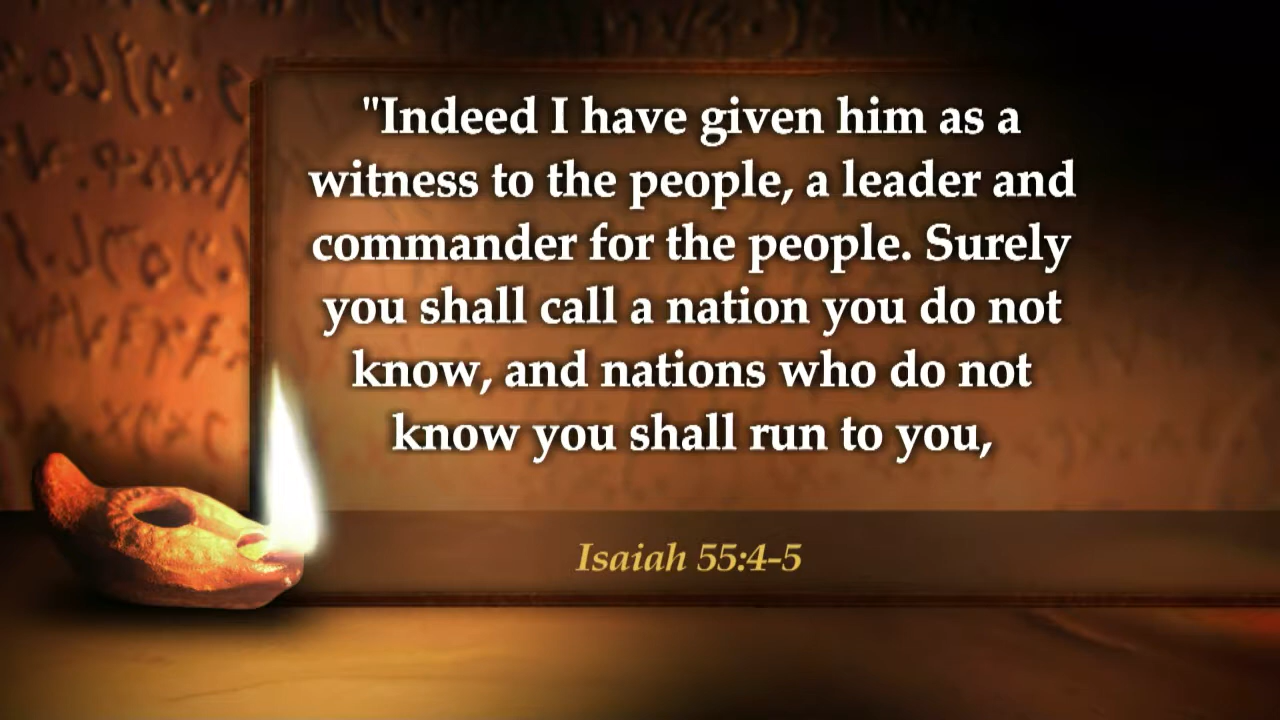 "Indeed I have given him as a
witness to the people, a leader and
commander for the people. Surely
you shall call a nation you do not
know, and nations who do not
know you shall run to you,
Isaiah 55:4-5